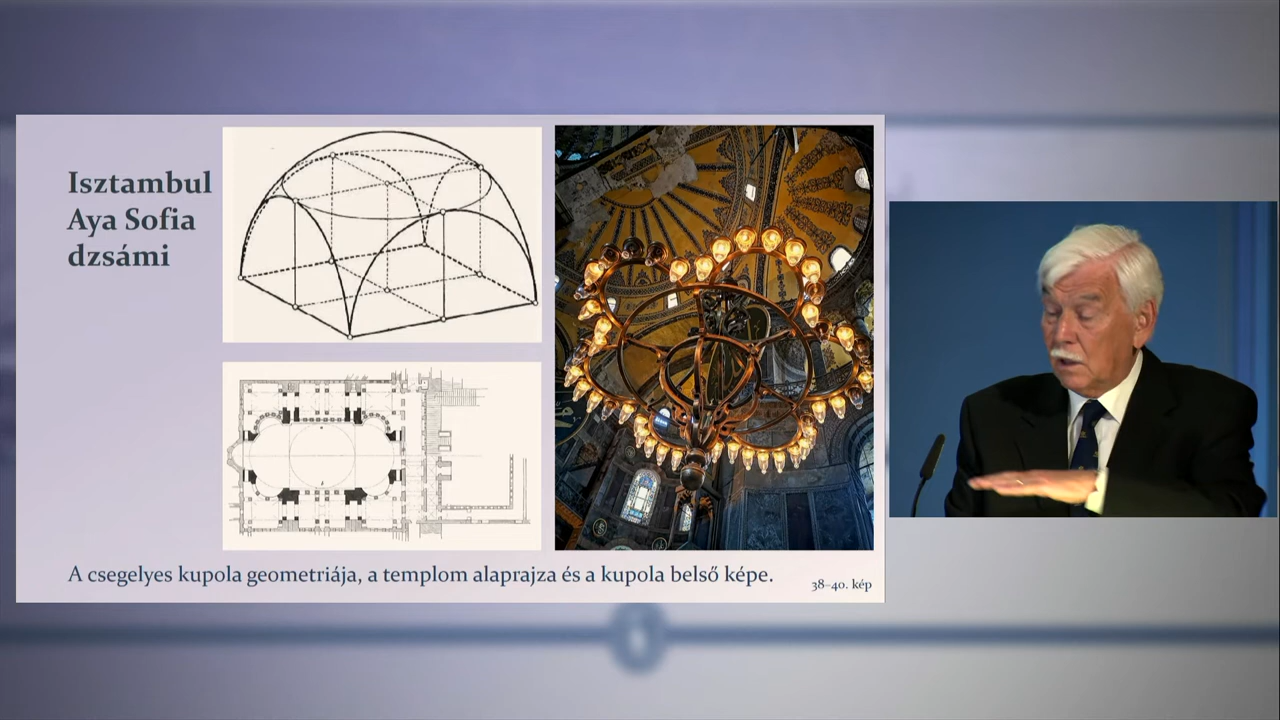 Isztambul
Aya Sofia
dzsámi
A csegelyes kupola geometriája, a templom alaprajza és a kupola belső képe.
38–40. kép